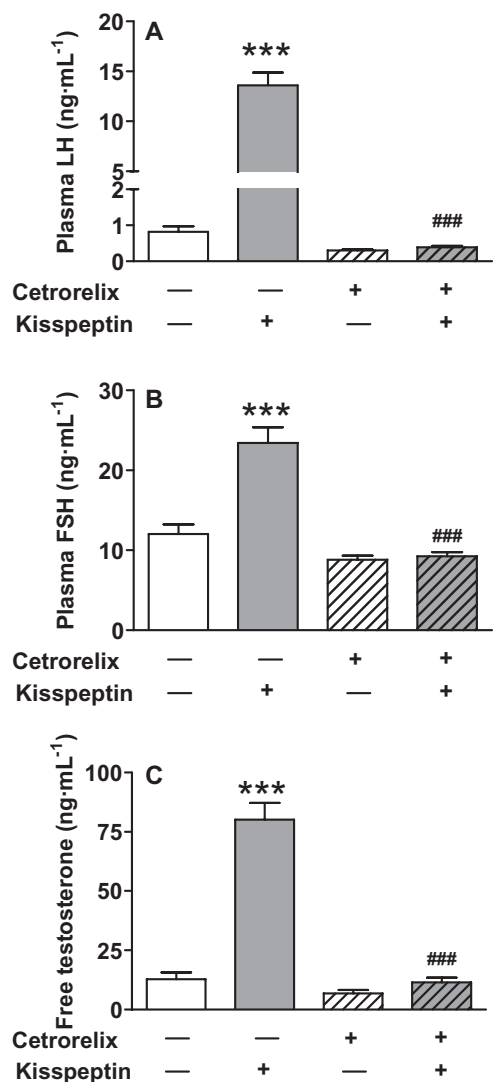 A
Plasma LH (ng·mL⁻¹)
20
15
10
5
2
1
0
***
###
Cetrorelix — — + +
Kisspeptin — + — +
B
Plasma FSH (ng·mL⁻¹)
30
20
10
0
***
###
Cetrorelix — — + +
Kisspeptin — + — +
C
Free testosterone (ng·mL⁻¹)
100
75
50
25
0
***
###
Cetrorelix — — + +
Kisspeptin — + — +